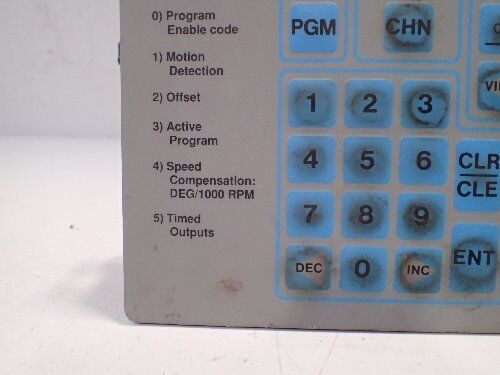 0) Program
Enable code
1) Motion
Detection
2) Offset
3) Active
Program
4) Speed
Compensation:
DEG/1000 RPM
5) Timed
Outputs
PGM
CHN
1 2 3
4 5 6
CLR
CLE
7 8 9
DEC 0 INC
ENT